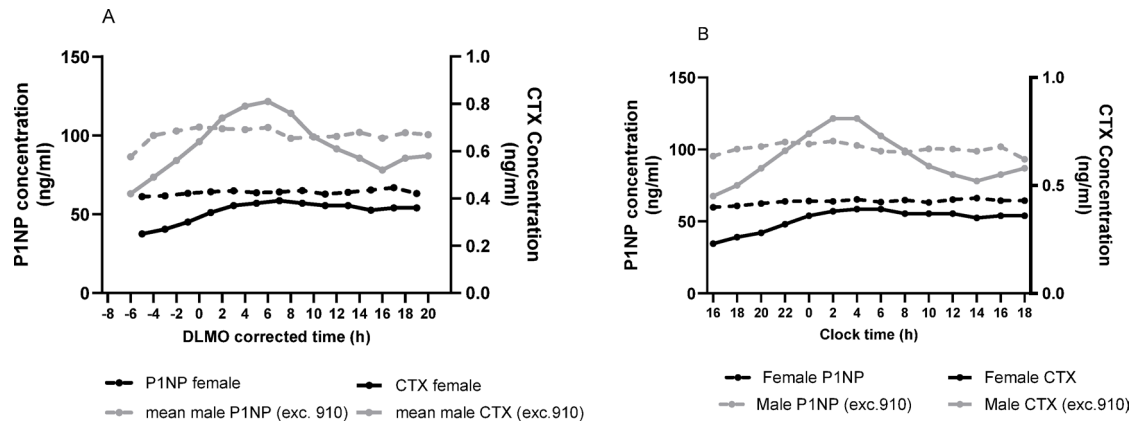 A
B
P1NP concentration
(ng/ml)
150
100
50
0
1.0
0.8
0.6
0.4
0.2
0.0
CTX Concentration
(ng/ml)
-8 -6 -4 -2 0 2 4 6 8 10 12 14 16 18 20
DLMO corrected time (h)
P1NP female
CTX female
mean male P1NP (exc. 910)
mean male CTX (exc.910)
P1NP concentration
(ng/ml)
150
100
50
0
1.0
0.5
0.0
CTX Concentration
(ng/ml)
16 18 20 22 0 2 4 6 8 10 12 14 16 18
Clock time (h)
Female P1NP
Female CTX
Male P1NP (exc.910)
Male CTX (exc.910)